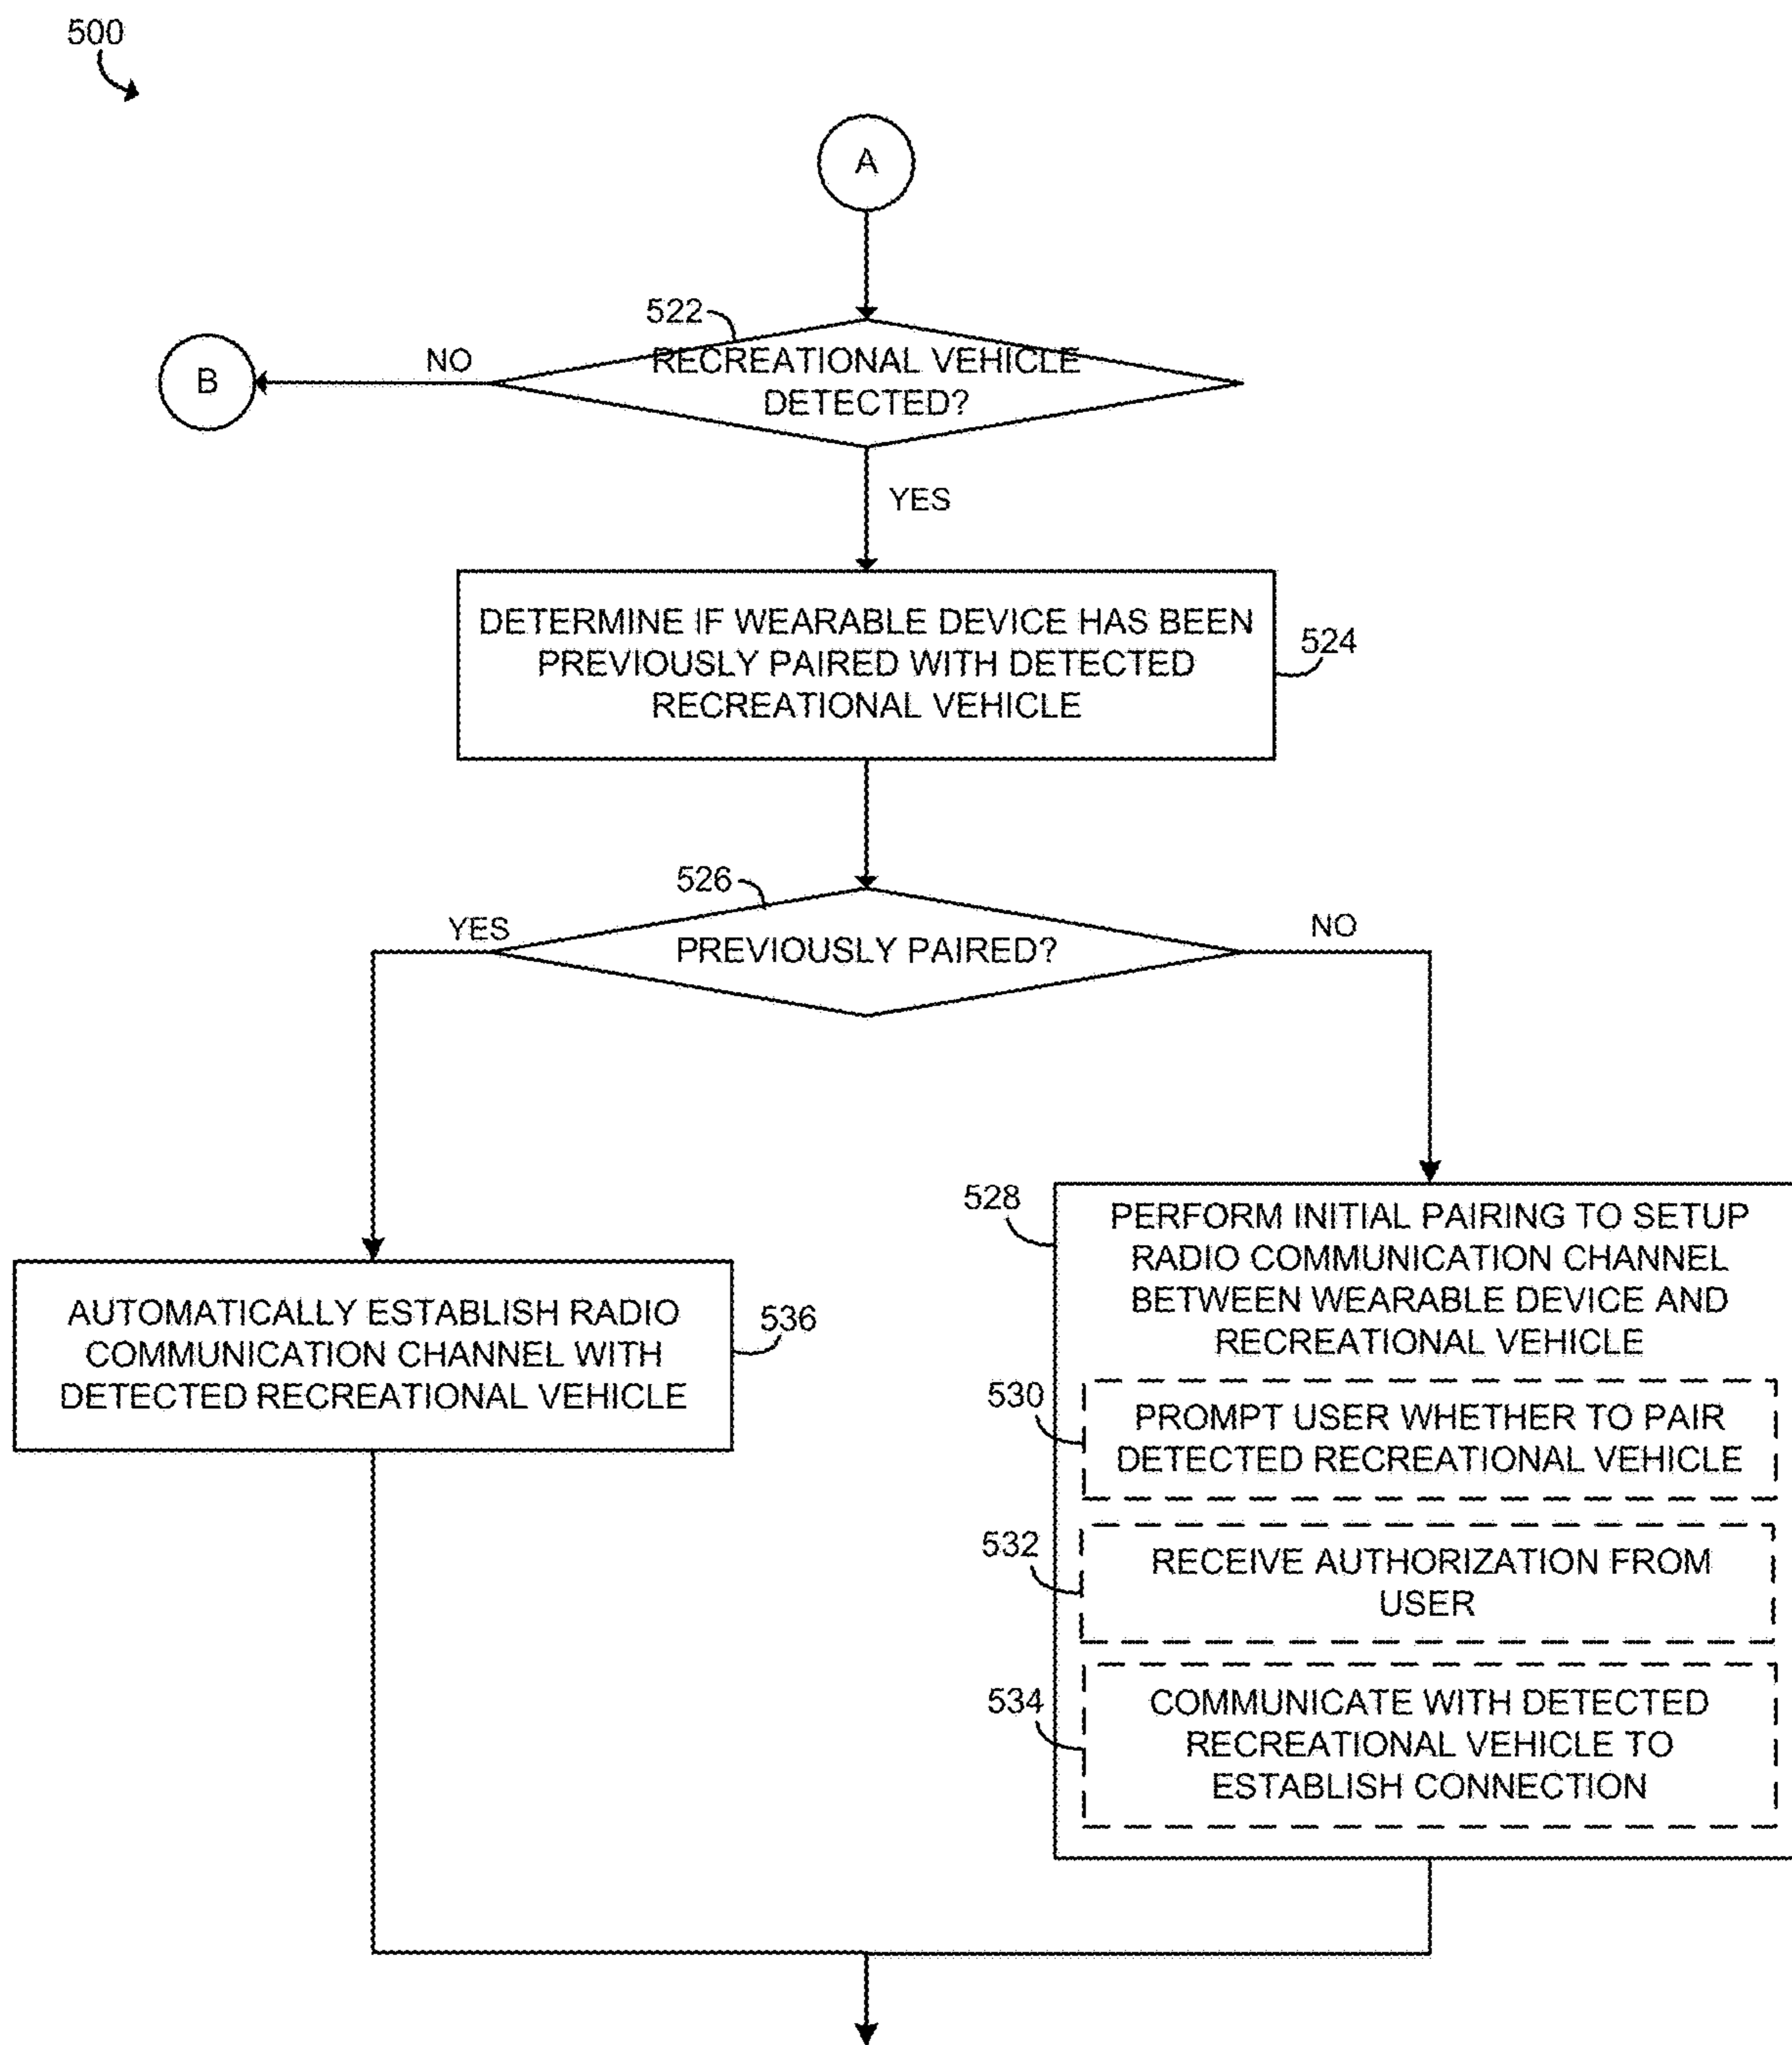 500
A
522
RECREATIONAL VEHICLE
DETECTED?
NO
B
YES
DETERMINE IF WEARABLE DEVICE HAS BEEN
PREVIOUSLY PAIRED WITH DETECTED
RECREATIONAL VEHICLE
524
526
YES
PREVIOUSLY PAIRED?
NO
AUTOMATICALLY ESTABLISH RADIO
COMMUNICATION CHANNEL WITH
DETECTED RECREATIONAL VEHICLE
536
528
PERFORM INITIAL PAIRING TO SETUP
RADIO COMMUNICATION CHANNEL
BETWEEN WEARABLE DEVICE AND
RECREATIONAL VEHICLE
530
PROMPT USER WHETHER TO PAIR
DETECTED RECREATIONAL VEHICLE
532
RECEIVE AUTHORIZATION FROM
USER
534
COMMUNICATE WITH DETECTED
RECREATIONAL VEHICLE TO
ESTABLISH CONNECTION